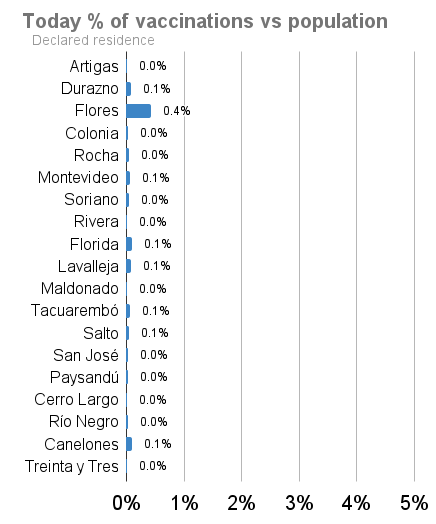 Today % of vaccinations vs population
Declared residence
Artigas 0.0%
Durazno 0.1%
Flores 0.4%
Colonia 0.0%
Rocha 0.0%
Montevideo 0.1%
Soriano 0.0%
Rivera 0.0%
Florida 0.1%
Lavalleja 0.1%
Maldonado 0.0%
Tacuarembó 0.1%
Salto 0.1%
San José 0.0%
Paysandú 0.0%
Cerro Largo 0.0%
Río Negro 0.0%
Canelones 0.1%
Treinta y Tres 0.0%
0% 1% 2% 3% 4% 5%